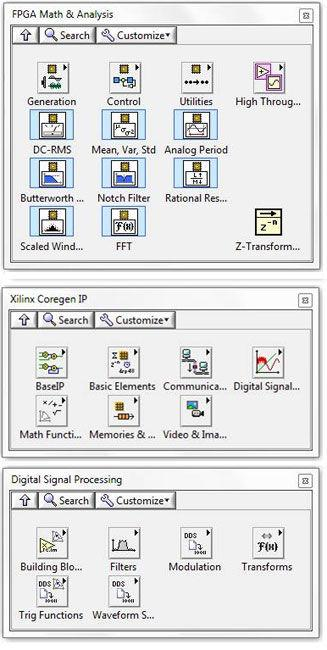 FPGA Math & Analysis
Search Customize
Generation Control Utilities High Throug...
DC-RMS Mean, Var, Std Analog Period
Butterworth ... Notch Filter Rational Res...
Scaled Wind... FFT Z-Transform...
Xilinx Coregen IP
Search Customize
BaseIP Basic Elements Communica... Digital Signal...
Math Functi... Memories & ... Video & Ima...
Digital Signal Processing
Search Customize
Building Blo... Filters Modulation Transforms
Trig Functions Waveform S...